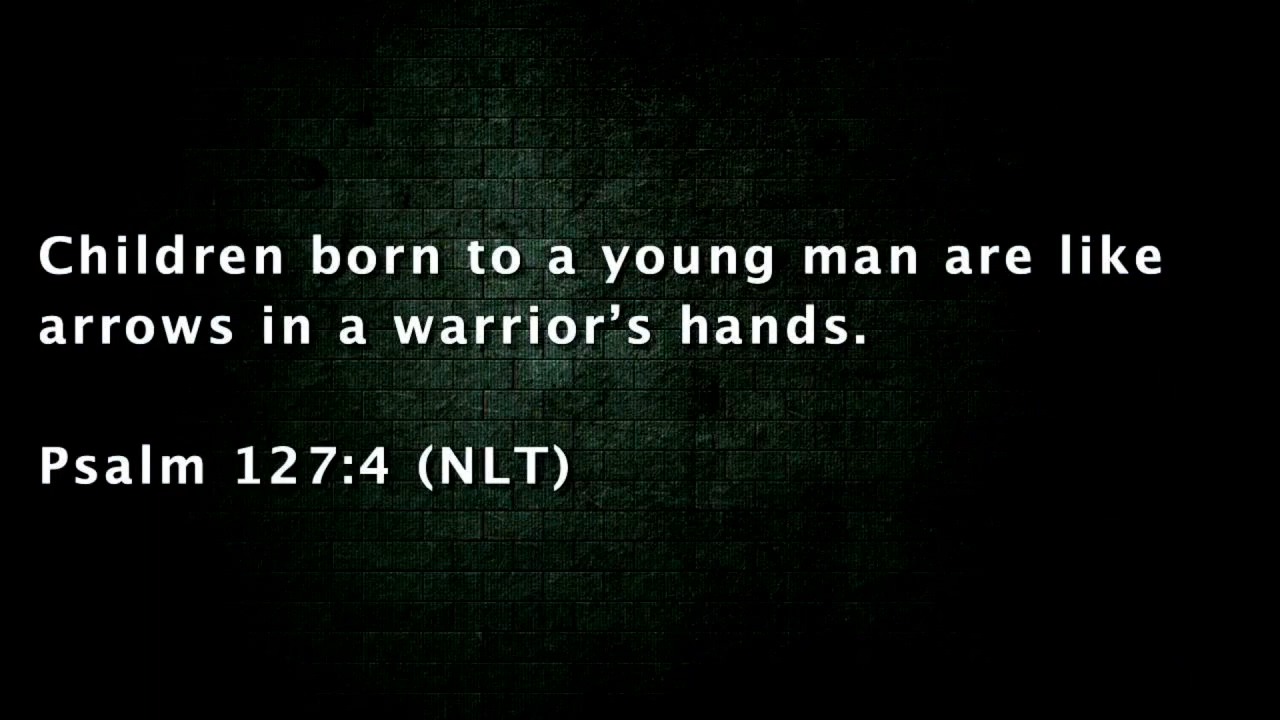 Children born to a young man are like
arrows in a warrior’s hands.
Psalm 127:4 (NLT)